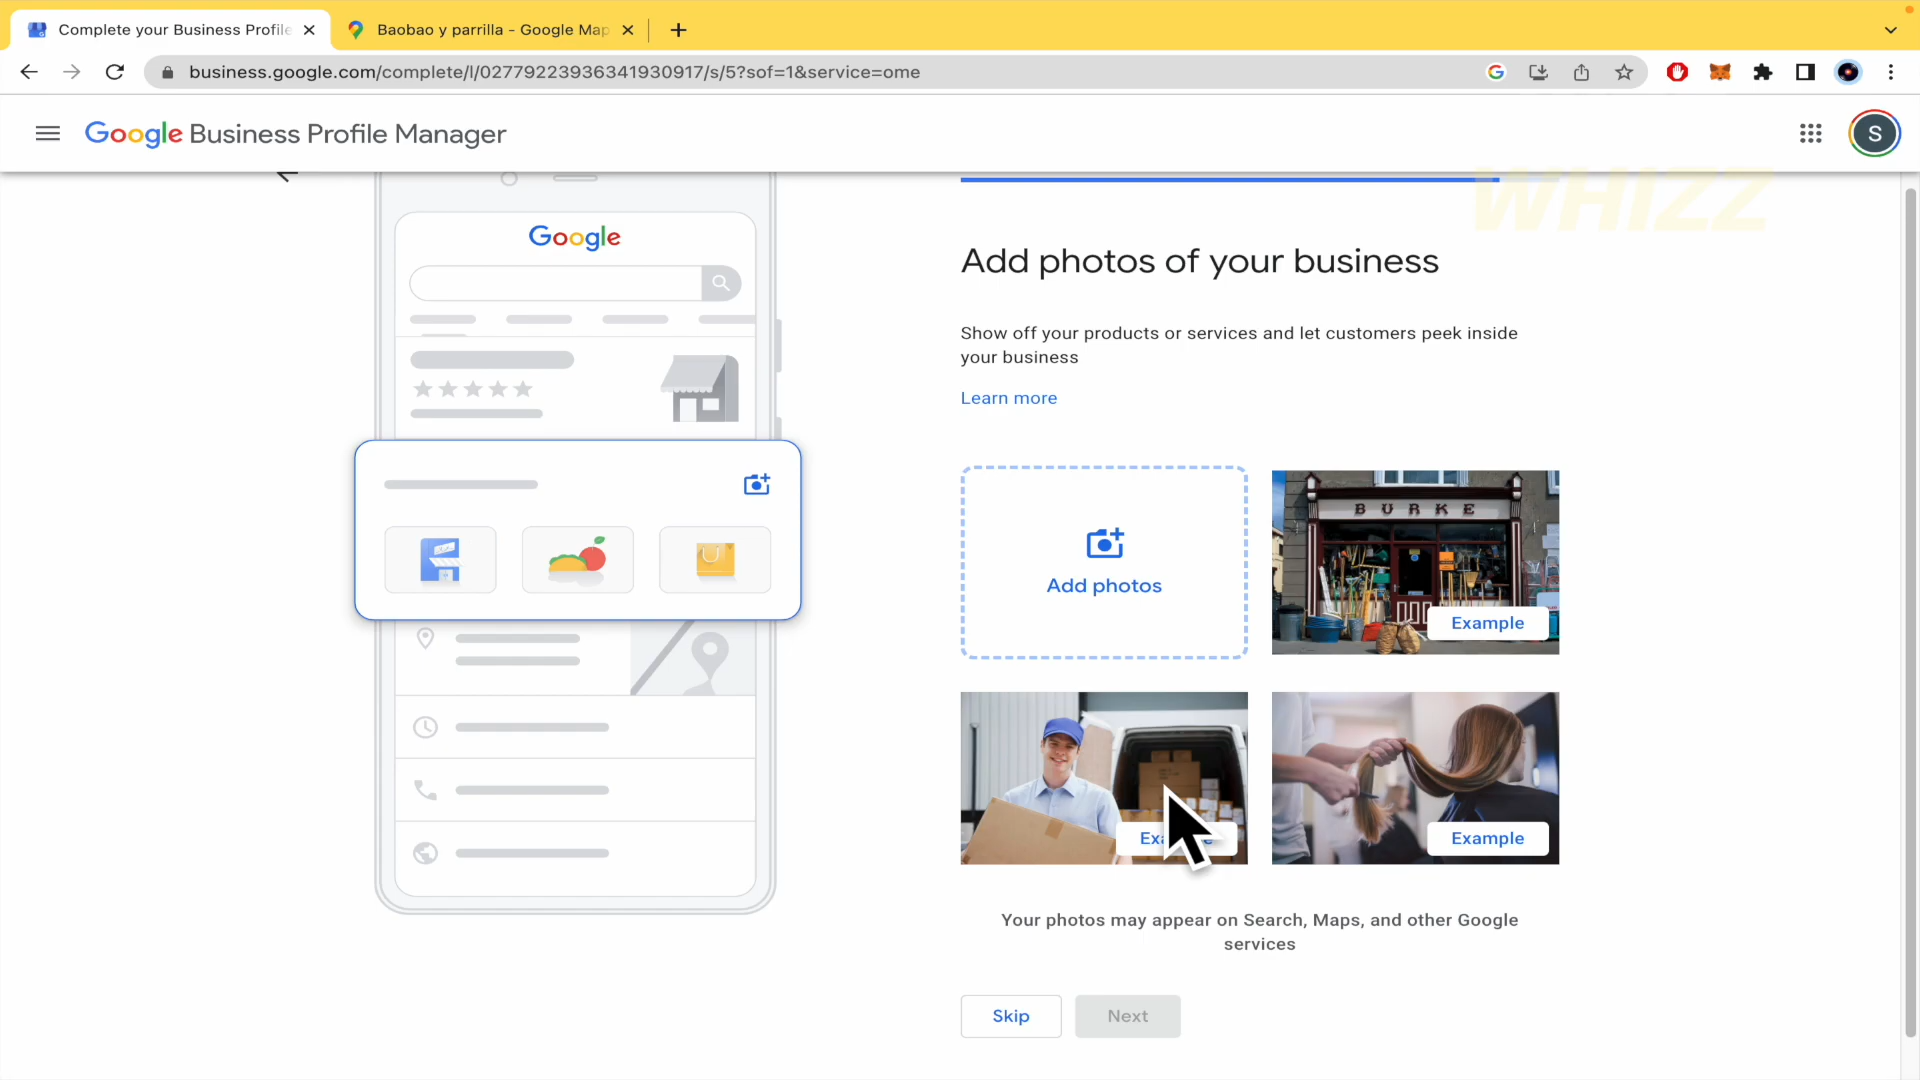 Complete your Business Profile
Baobao y parrilla - Google Map
business.google.com/complete/l/02779223936341930917/s/5?sof=1&service=ome
Google Business Profile Manager
S
WHIZZ
Google
Add photos of your business
Show off your products or services and let customers peek inside
your business
Learn more
Add photos
BURKE
Example
Example
Your photos may appear on Search, Maps, and other Google
services
Skip
Next